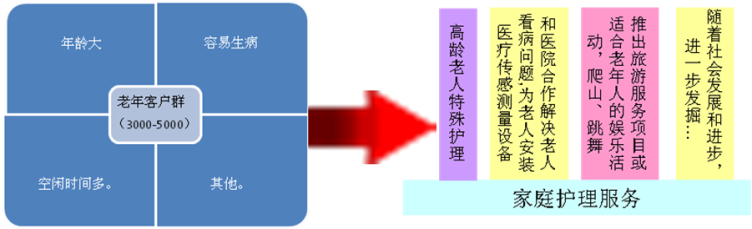 年龄大
容易生病
老年客户群
（3000-5000）
空闲时间多。
其他。
高龄老人特殊护理
和医院合作解决老人
看病问题,为老人安装
医疗传感测量设备
推出旅游服务项目或
适合老年人的娱乐活
动，爬山、跳舞
随着社会发展和进步，
进一步发掘…
家庭护理服务